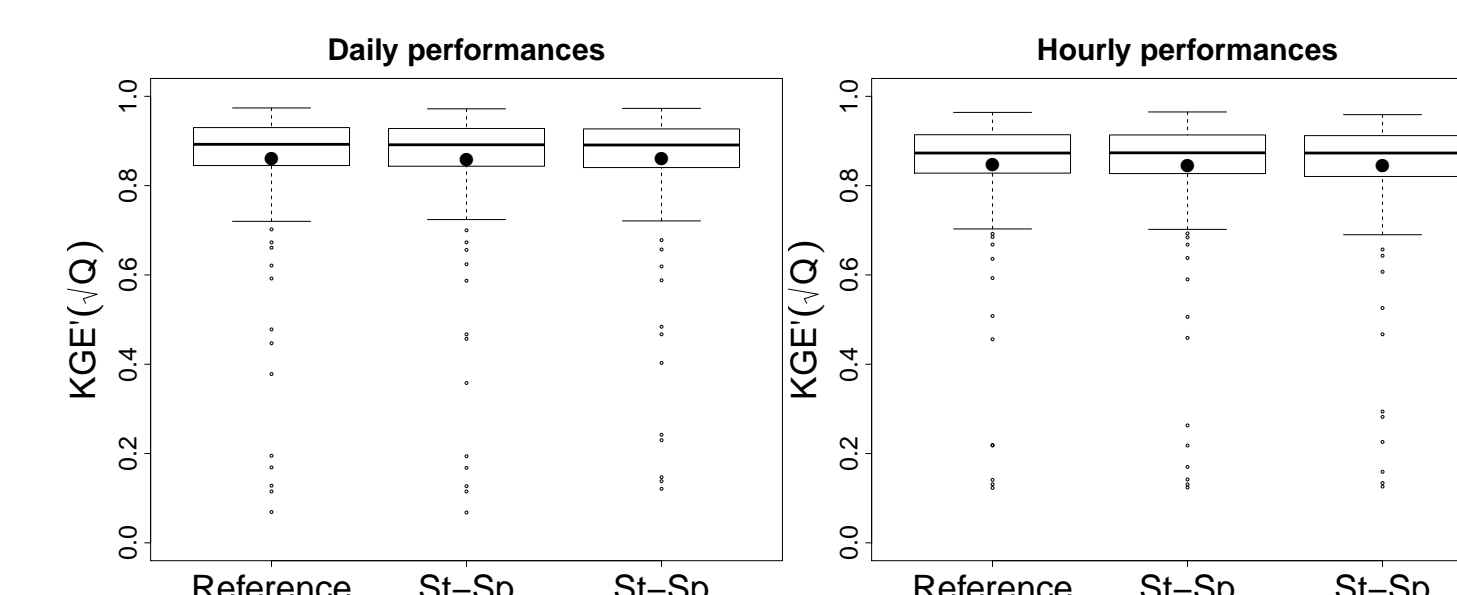 Daily performances
KGE'(√Q)
1.0
0.8
0.6
0.4
0.2
0.0
Reference St−Sp St−Sp
Hourly performances
KGE'(√Q)
1.0
0.8
0.6
0.4
0.2
0.0
Reference St−Sp St−Sp